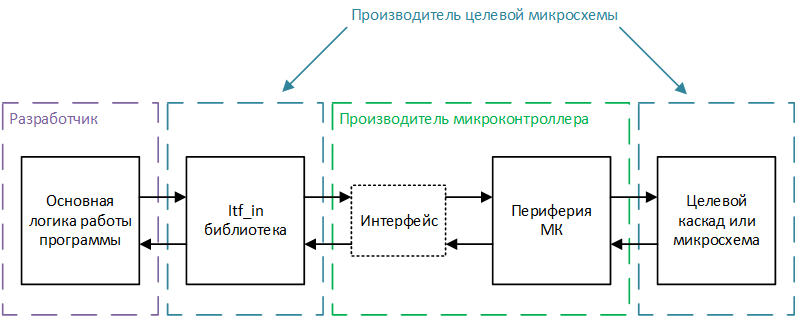 Производитель целевой микросхемы
Разработчик
Производитель микроконтроллера
Основная
логика работы
программы
Itf_in
библиотека
Интерфейс
Периферия
МК
Целевой
каскад или
микросхема